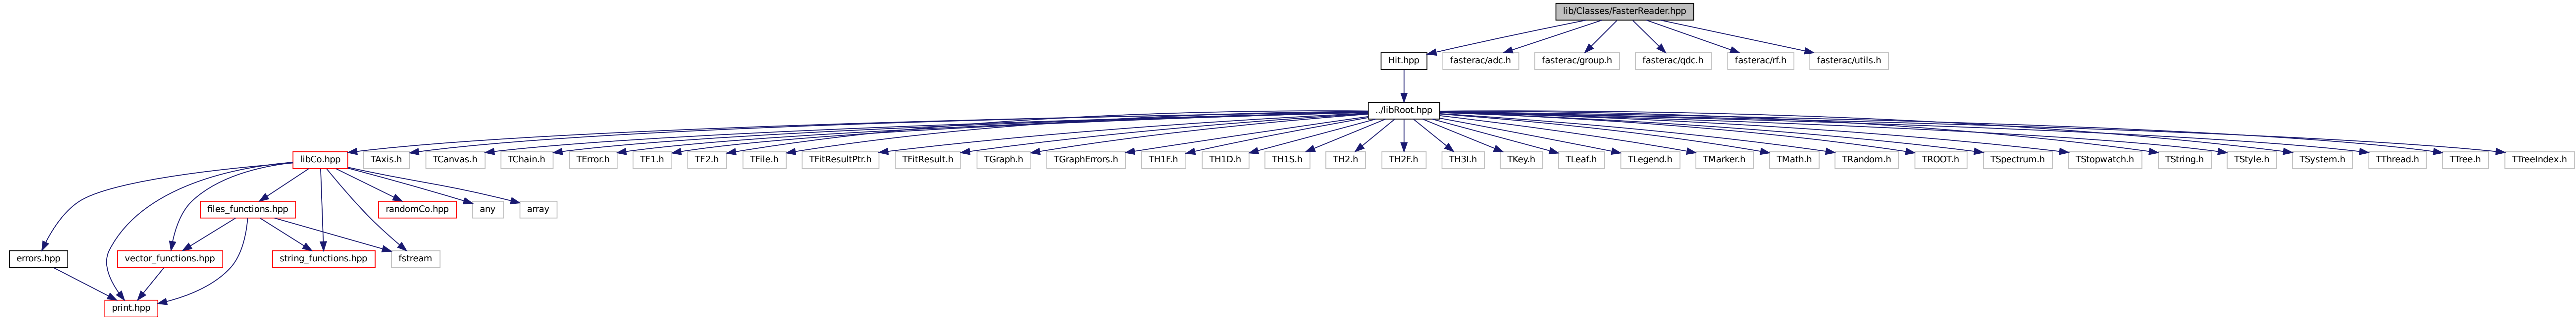 lib/Classes/FasterReader.hpp
Hit.hpp
fasterac/adc.h
fasterac/group.h
fasterac/qdc.h
fasterac/rf.h
fasterac/utils.h
../libRoot.hpp
libCo.hpp
TAxis.h
TCanvas.h
TChain.h
TError.h
TF1.h
TF2.h
TFile.h
TFitResultPtr.h
TFitResult.h
TGraph.h
TGraphErrors.h
TH1F.h
TH1D.h
TH1S.h
TH2.h
TH2F.h
TH3I.h
TKey.h
TLeaf.h
TLegend.h
TMarker.h
TMath.h
TRandom.h
TROOT.h
TSpectrum.h
TStopwatch.h
TString.h
TStyle.h
TSystem.h
TThread.h
TTree.h
TTreeIndex.h
files_functions.hpp
randomCo.hpp
any
array
errors.hpp
vector_functions.hpp
string_functions.hpp
fstream
print.hpp